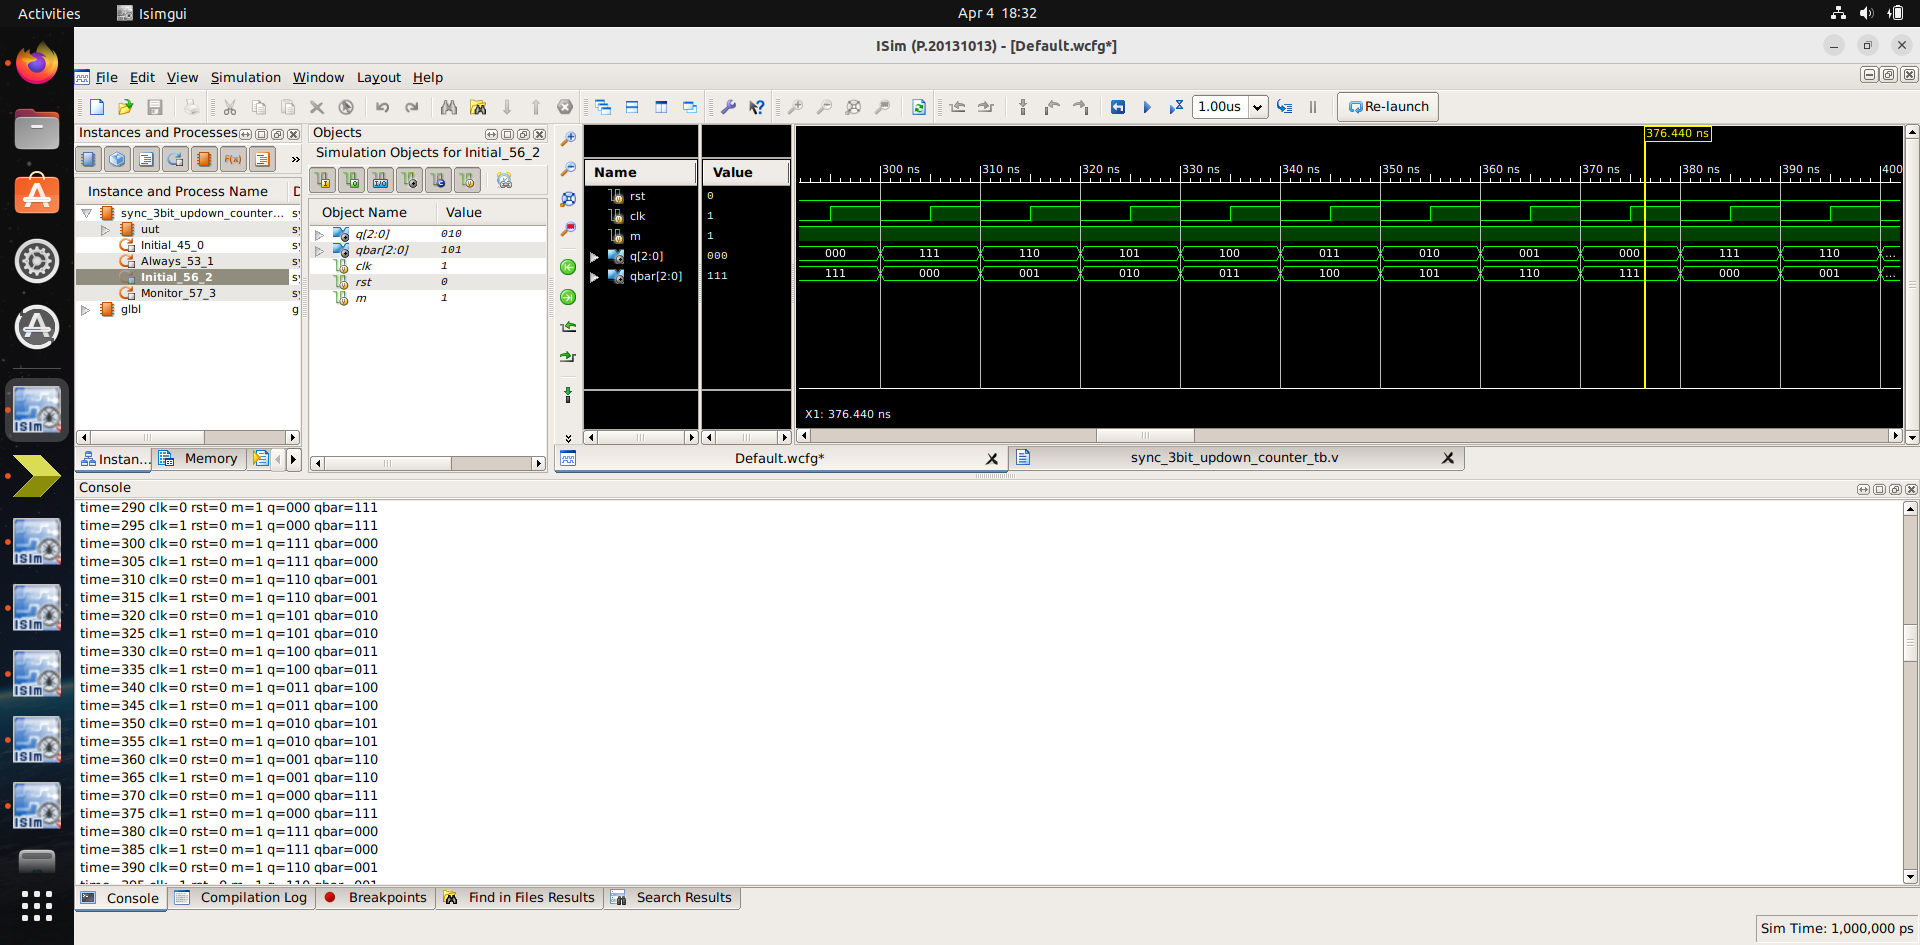 Activities Isimgui Apr 4 18:32
ISim (P.20131013) - [Default.wcfg*]
File Edit View Simulation Window Layout Help
1.00us Re-launch
Instances and Processes
Instance and Process Name D
sync_3bit_updown_counter... sy
uut sy
Initial_45_0 sy
Always_53_1 sy
Initial_56_2 sy
Monitor_57_3 sy
glbl g
Instan... Memory
Objects
Simulation Objects for Initial_56_2
Object Name Value
q[2:0] 010
qbar[2:0] 101
clk 1
rst 0
m 1
Name Value
rst 0
clk 1
m 1
q[2:0] 000
qbar[2:0] 111
376.440 ns
300 ns 310 ns 320 ns 330 ns 340 ns 350 ns 360 ns 370 ns 380 ns 390 ns 400
000 111 110 101 100 011 010 001 000 111 110 ...
111 000 001 010 011 100 101 110 111 000 001 ...
X1: 376.440 ns
Default.wcfg* sync_3bit_updown_counter_tb.v
Console
time=290 clk=0 rst=0 m=1 q=000 qbar=111
time=295 clk=1 rst=0 m=1 q=000 qbar=111
time=300 clk=0 rst=0 m=1 q=111 qbar=000
time=305 clk=1 rst=0 m=1 q=111 qbar=000
time=310 clk=0 rst=0 m=1 q=110 qbar=001
time=315 clk=1 rst=0 m=1 q=110 qbar=001
time=320 clk=0 rst=0 m=1 q=101 qbar=010
time=325 clk=1 rst=0 m=1 q=101 qbar=010
time=330 clk=0 rst=0 m=1 q=100 qbar=011
time=335 clk=1 rst=0 m=1 q=100 qbar=011
time=340 clk=0 rst=0 m=1 q=011 qbar=100
time=345 clk=1 rst=0 m=1 q=011 qbar=100
time=350 clk=0 rst=0 m=1 q=010 qbar=101
time=355 clk=1 rst=0 m=1 q=010 qbar=101
time=360 clk=0 rst=0 m=1 q=001 qbar=110
time=365 clk=1 rst=0 m=1 q=001 qbar=110
time=370 clk=0 rst=0 m=1 q=000 qbar=111
time=375 clk=1 rst=0 m=1 q=000 qbar=111
time=380 clk=0 rst=0 m=1 q=111 qbar=000
time=385 clk=1 rst=0 m=1 q=111 qbar=000
time=390 clk=0 rst=0 m=1 q=110 qbar=001
Console Compilation Log Breakpoints Find in Files Results Search Results
Sim Time: 1,000,000 ps